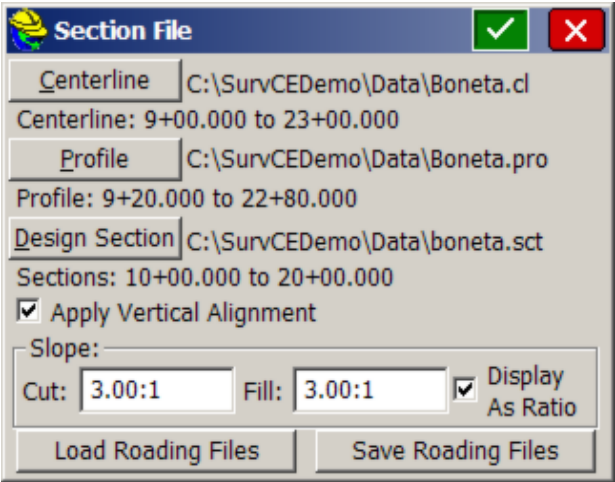 Section File
Centerline C:\SurvCEDemo\Data\Boneta.cl
Centerline: 9+00.000 to 23+00.000
Profile C:\SurvCEDemo\Data\Boneta.pro
Profile: 9+20.000 to 22+80.000
Design Section C:\SurvCEDemo\Data\boneta.sct
Sections: 10+00.000 to 20+00.000
Apply Vertical Alignment
Slope:
Cut: 3.00:1 Fill: 3.00:1 Display
As Ratio
Load Roading Files Save Roading Files